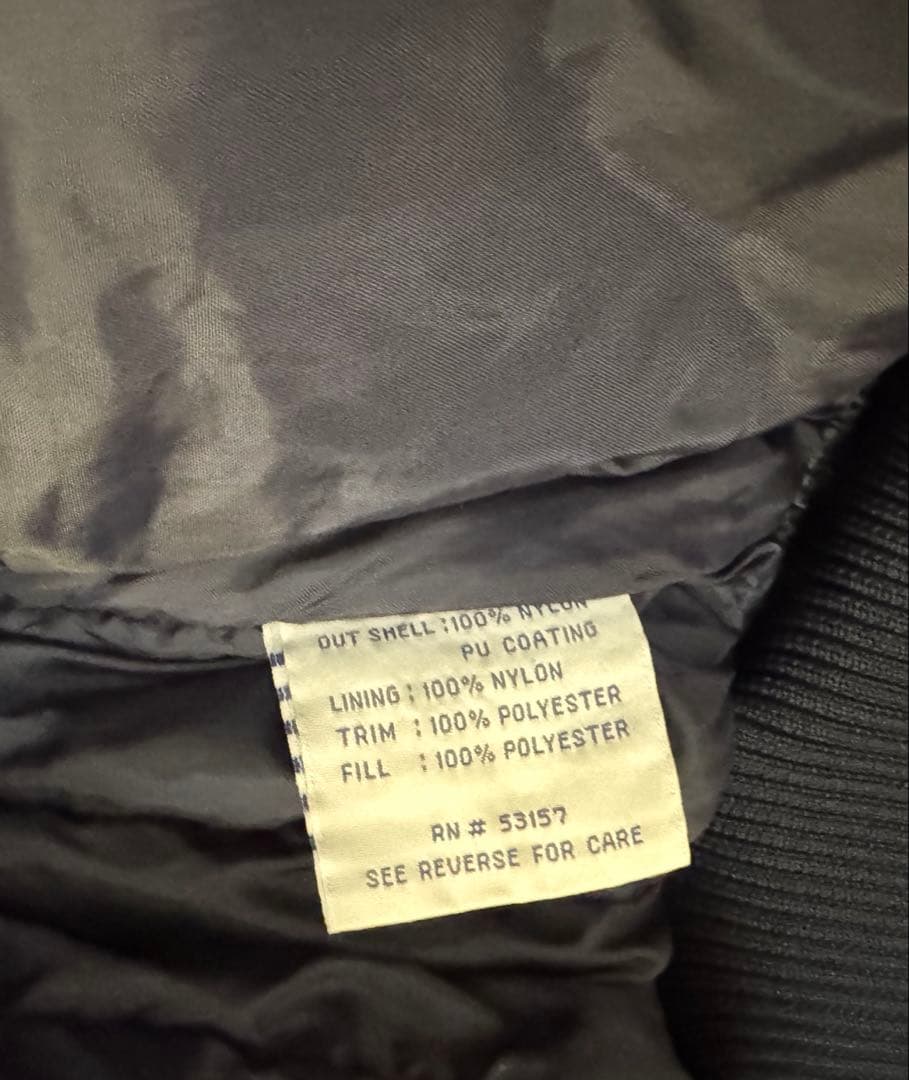 OUT SHELL : 100% NYLON
PU COATING
LINING : 100% NYLON
TRIM : 100% POLYESTER
FILL : 100% POLYESTER
RN # 53157
SEE REVERSE FOR CARE